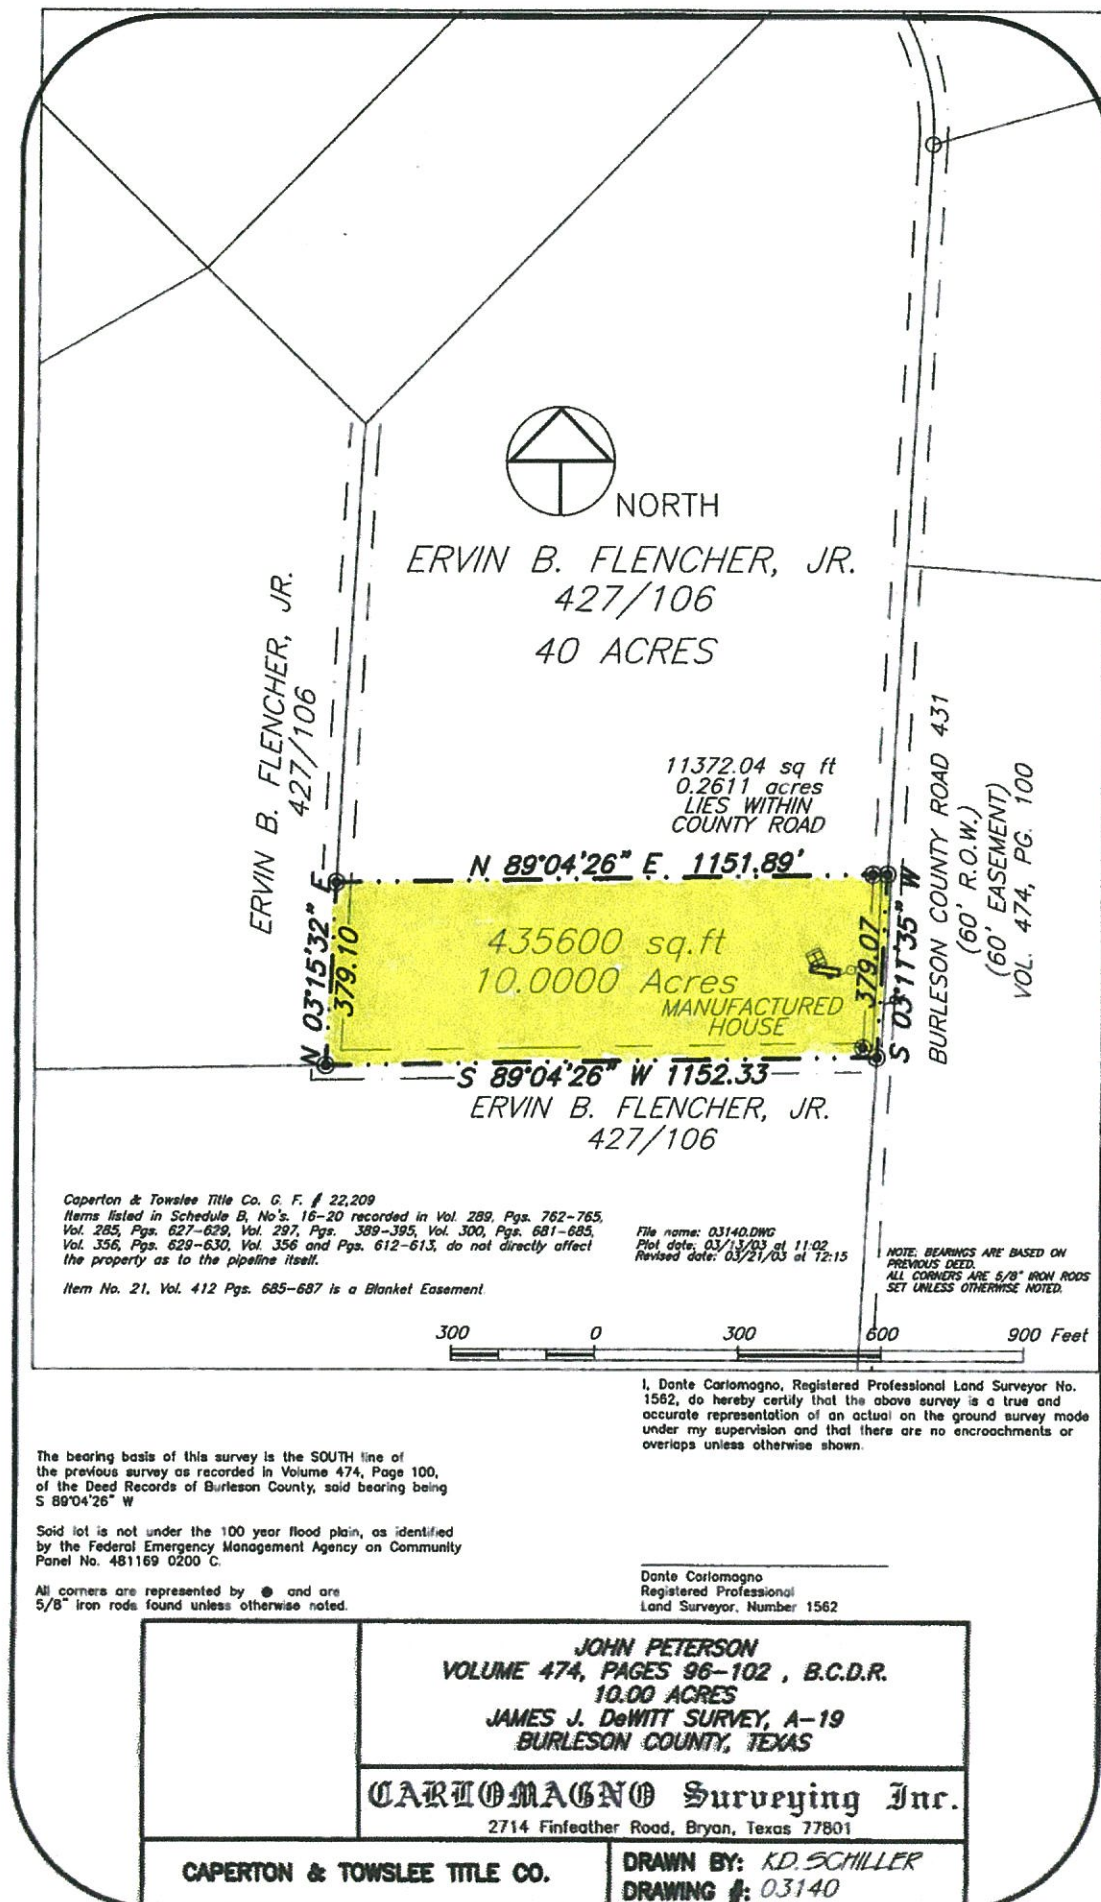 NORTH
ERVIN B. FLENCHER, JR.
427/106
40 ACRES
ERVIN B. FLENCHER, JR.
427/106
11372.04 sq ft
0.2611 acres
LIES WITHIN
COUNTY ROAD
BURLESON COUNTY ROAD 431
(60' R.O.W.)
(60' EASEMENT)
VOL. 474, PG. 100
N 89°04'26" E 1151.89'
N 03°15'32" E
379.10
435600 sq.ft
10.0000 Acres
MANUFACTURED
HOUSE
379.07
S 03°11'35" W
S 89°04'26" W 1152.33
ERVIN B. FLENCHER, JR.
427/106
Caperton & Towslee Title Co. G. F. # 22,209
Items listed in Schedule B, No's. 16-20 recorded in Vol. 289, Pgs. 762-765,
Vol. 285, Pgs. 627-629, Vol. 297, Pgs. 389-395, Vol. 300, Pgs. 681-685,
Vol. 356, Pgs. 629-630, Vol. 356 and Pgs. 612-613, do not directly affect
the property as to the pipeline itself.
Item No. 21, Vol. 412 Pgs. 685-687 is a Blanket Easement
File name: 03140.DWG
Plot date: 03/13/03 at 11:02
Revised date: 03/21/03 at 12:15
NOTE: BEARINGS ARE BASED ON
PREVIOUS DEED.
ALL CORNERS ARE 5/8" IRON RODS
SET UNLESS OTHERWISE NOTED.
300 0 300 600 900 Feet
I, Dante Carlomagno, Registered Professional Land Surveyor No.
1562, do hereby certify that the above survey is a true and
accurate representation of an actual on the ground survey made
under my supervision and that there are no encroachments or
overlaps unless otherwise shown.
The bearing basis of this survey is the SOUTH line of
the previous survey as recorded in Volume 474, Page 100,
of the Deed Records of Burleson County, said bearing being
S 89°04'26" W
Said lot is not under the 100 year flood plain, as identified
by the Federal Emergency Management Agency on Community
Panel No. 481169 0200 C.
All corners are represented by and are
5/8" iron rods found unless otherwise noted.
Dante Carlomagno
Registered Professional
Land Surveyor, Number 1562
JOHN PETERSON
VOLUME 474, PAGES 96-102 , B.C.D.R.
10.00 ACRES
JAMES J. DeWITT SURVEY, A-19
BURLESON COUNTY, TEXAS
CARLOMAGNO Surveying Inc.
2714 Finfeather Road, Bryan, Texas 77801
CAPERTON & TOWSLEE TITLE CO.
DRAWN BY: K.D. SCHILLER
DRAWING #: 03140